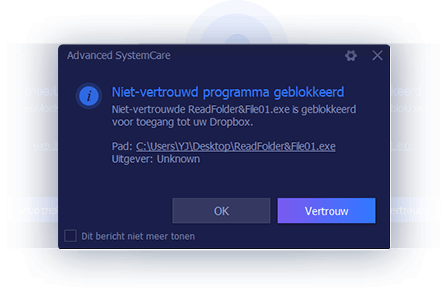 Advanced SystemCare
Niet-vertrouwd programma geblokkeerd
Niet-vertrouwde ReadFolder&File01.exe is geblokkeerd
voor toegang tot uw Dropbox.
Pad: C:\Users\YJ\Desktop\ReadFolder&File01.exe
Uitgever: Unknown
OK
Vertrouw
Dit bericht niet meer tonen